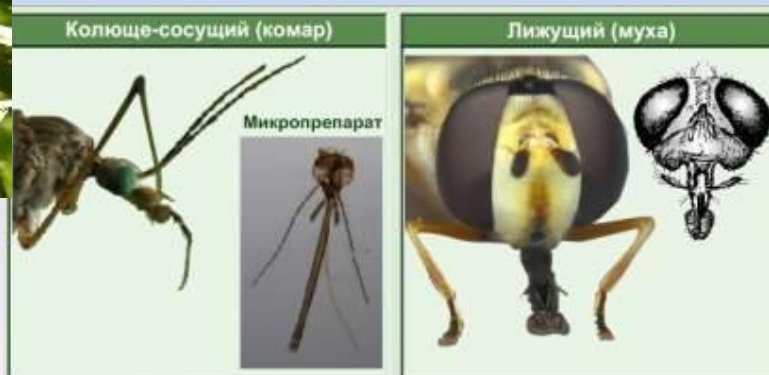 Колюще-сосущий (комар)
Лижущий (муха)
Микропрепарат